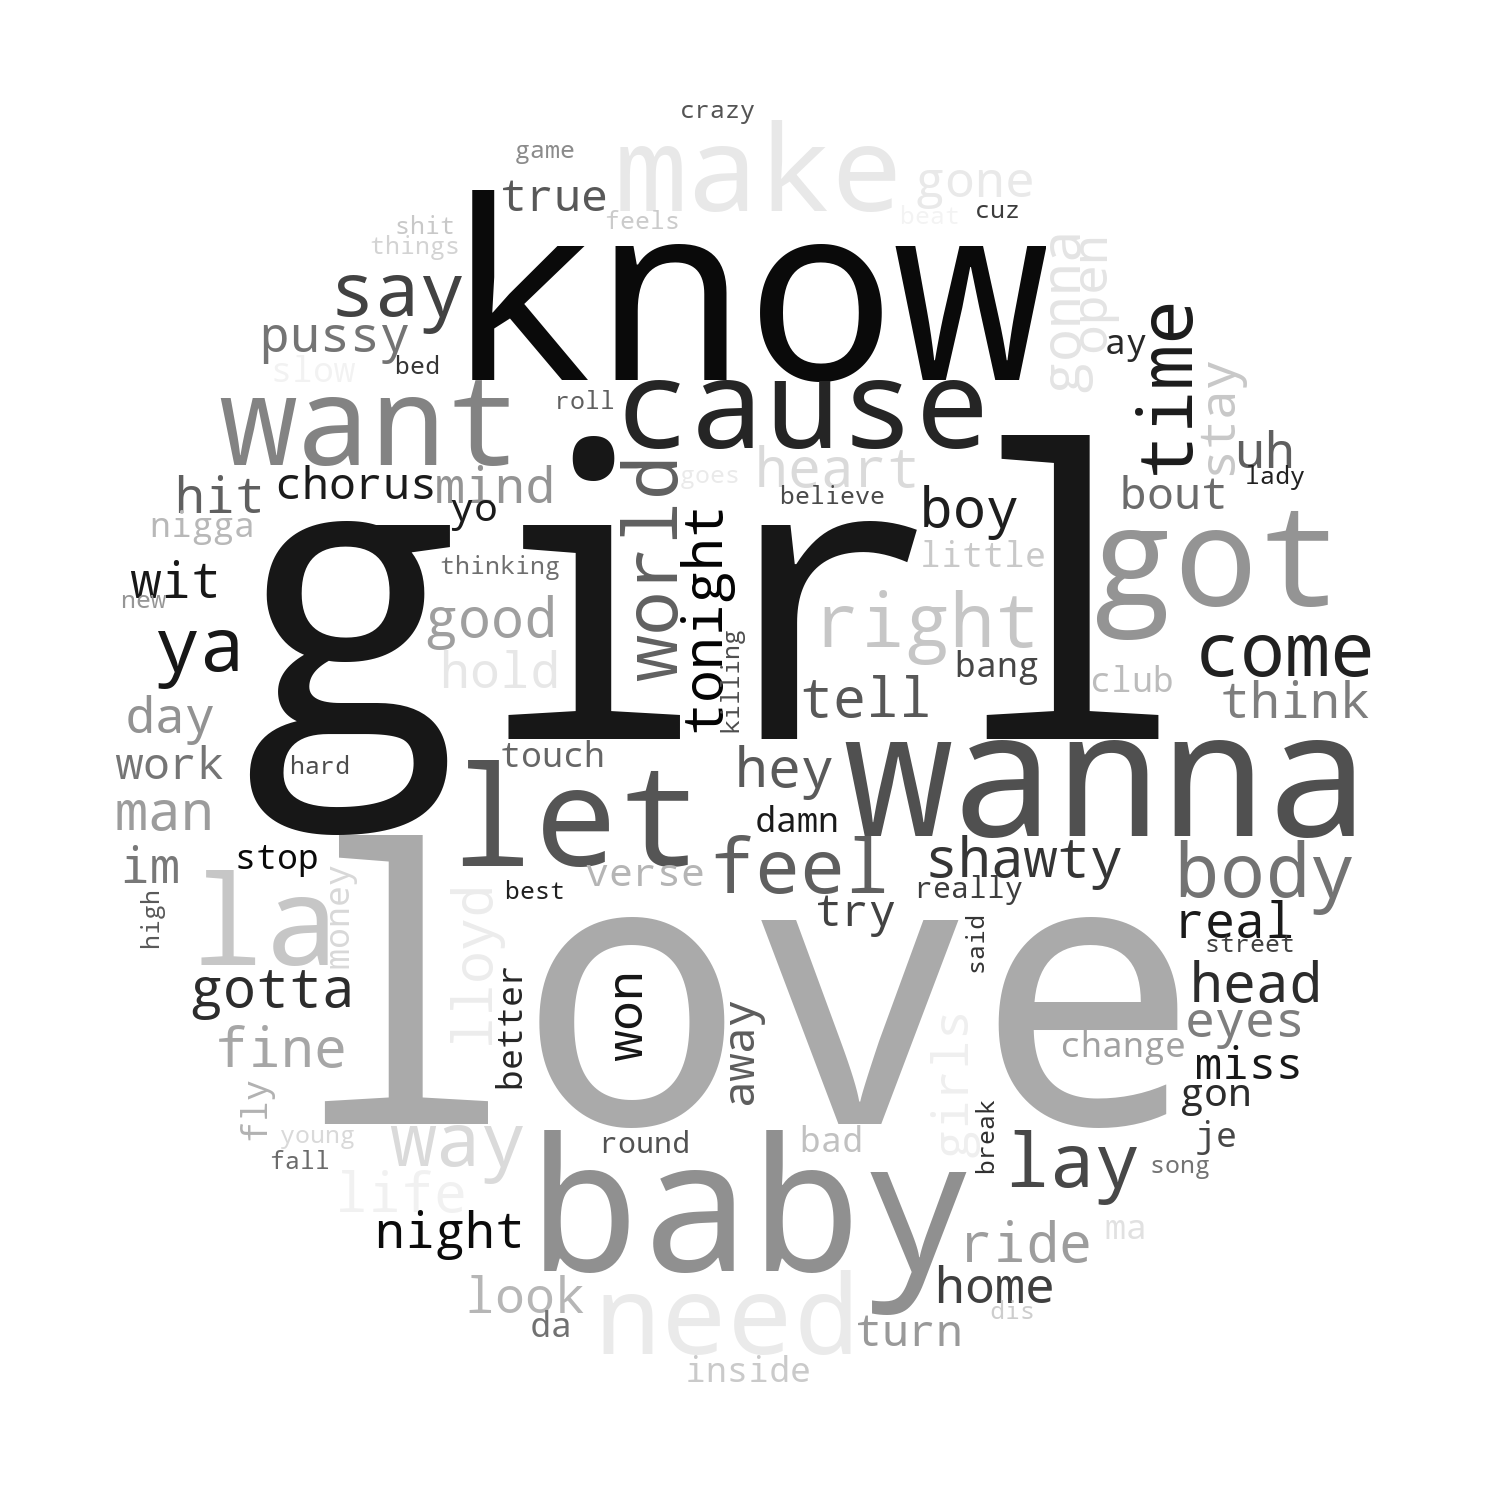 crazy
make
game
gone
true
cuz
feels
beat
shit
things
know
say
gonna
open
pussy
time
ay
bed
slow
want
roll
cause
stay
uh
heart
goes
lady
hit
chorus
mind
world
believe
bout
yo
boy
nigga
tonight
got
girl
little
thinking
wit
new
good
right
ya
killing
hold
bang
come
club
tell
think
day
touch
wanna
work
hard
hey
let
man
damn
stop
im
feel
shawty
body
la
money
verse
best
really
high
lloyd
try
real
said
street
love
gotta
better
won
head
away
fine
girls
eyes
change
miss
fly
gon
break
young
way
round
bad
je
fall
baby
lay
song
life
night
ride
ma
look
need
home
da
turn
dis
inside